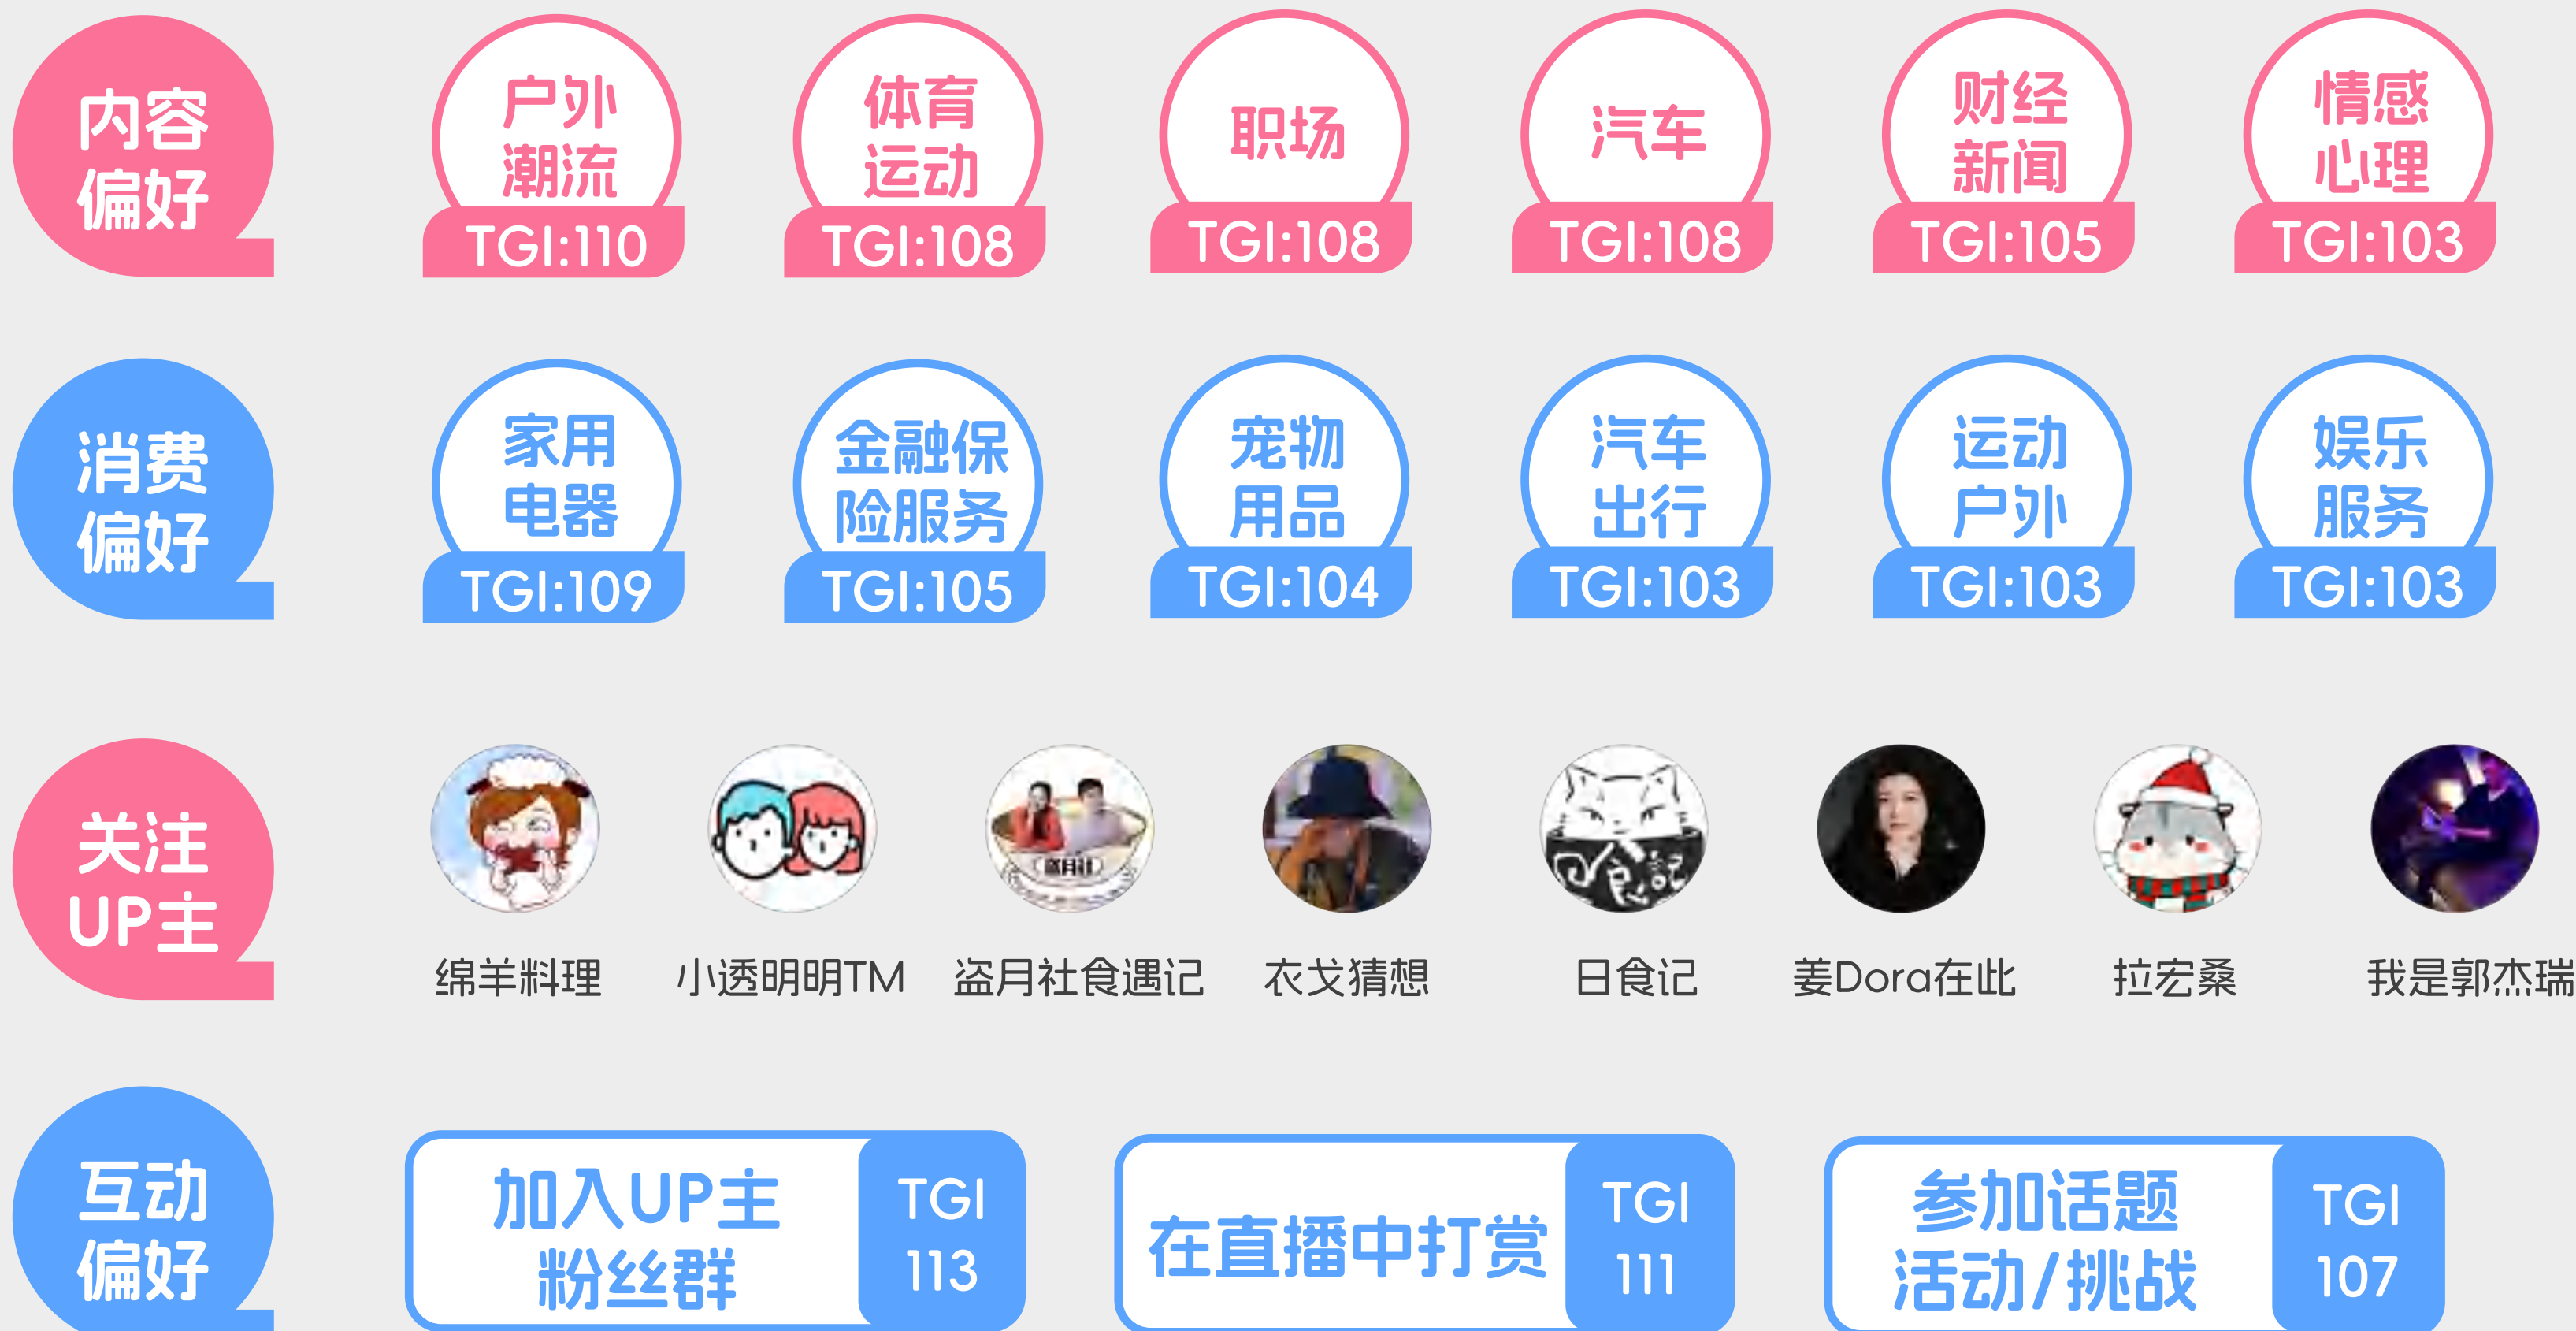 内容
偏好
户外
潮流
TGI:110
体育
运动
TGI:108
职场
TGI:108
汽车
TGI:108
财经
新闻
TGI:105
情感
心理
TGI:103
消费
偏好
家用
电器
TGI:109
金融保
险服务
TGI:105
宠物
用品
TGI:104
汽车
出行
TGI:103
运动
户外
TGI:103
娱乐
服务
TGI:103
关注
UP主
盗月社
日食記
绵羊料理
小透明明TM
盗月社食遇记
衣戈猜想
日食记
姜Dora在此
拉宏桑
我是郭杰瑞
互动
偏好
加入UP主
粉丝群
TGI
113
在直播中打赏
TGI
111
参加话题
活动/挑战
TGI
107